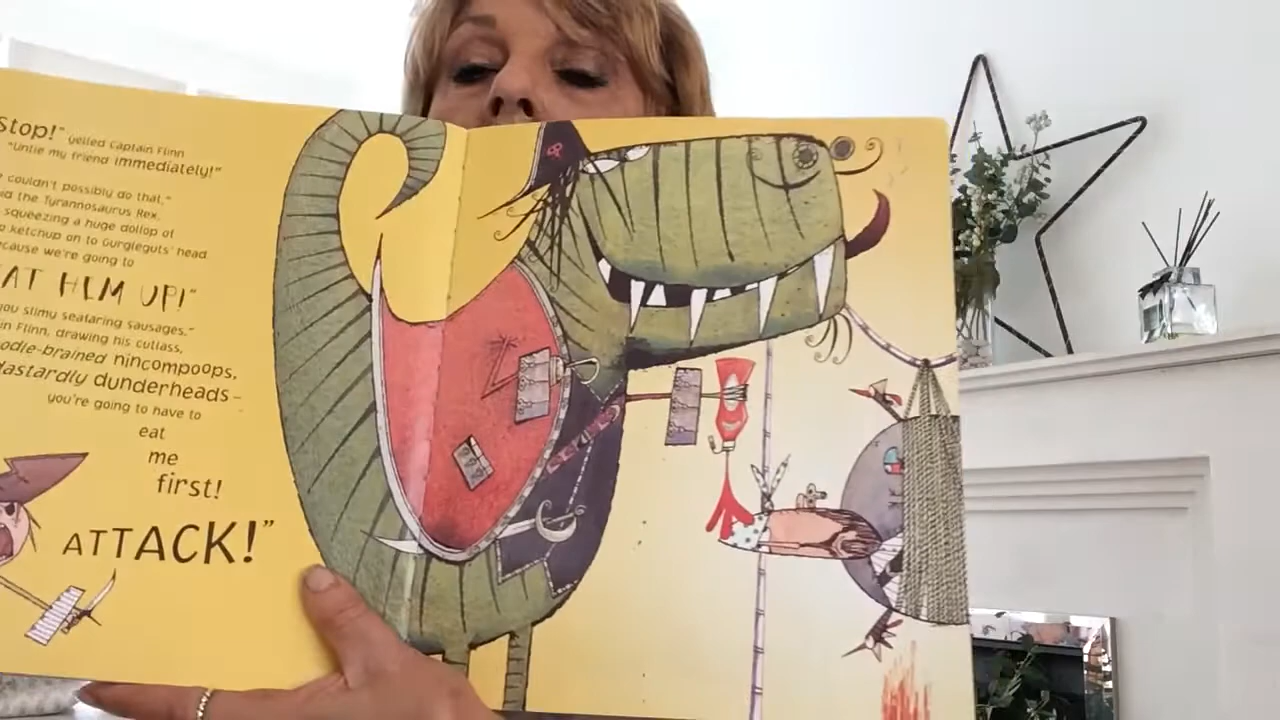 Stop!" yelled Captain Flinn
"Untie my friend immediately!"
couldn't possibly do that,"
the Tyrannosaurus Rex,
squeezing a huge dollop of
ketchup on to Gurgleguts' head
we're going to
EAT HIM UP!"
you slimy seafaring sausages,"
Flinn, drawing his cutlass,
nincompoops,
dastardly dunderheads –
you're going to have to
eat
me
first!
ATTACK!"